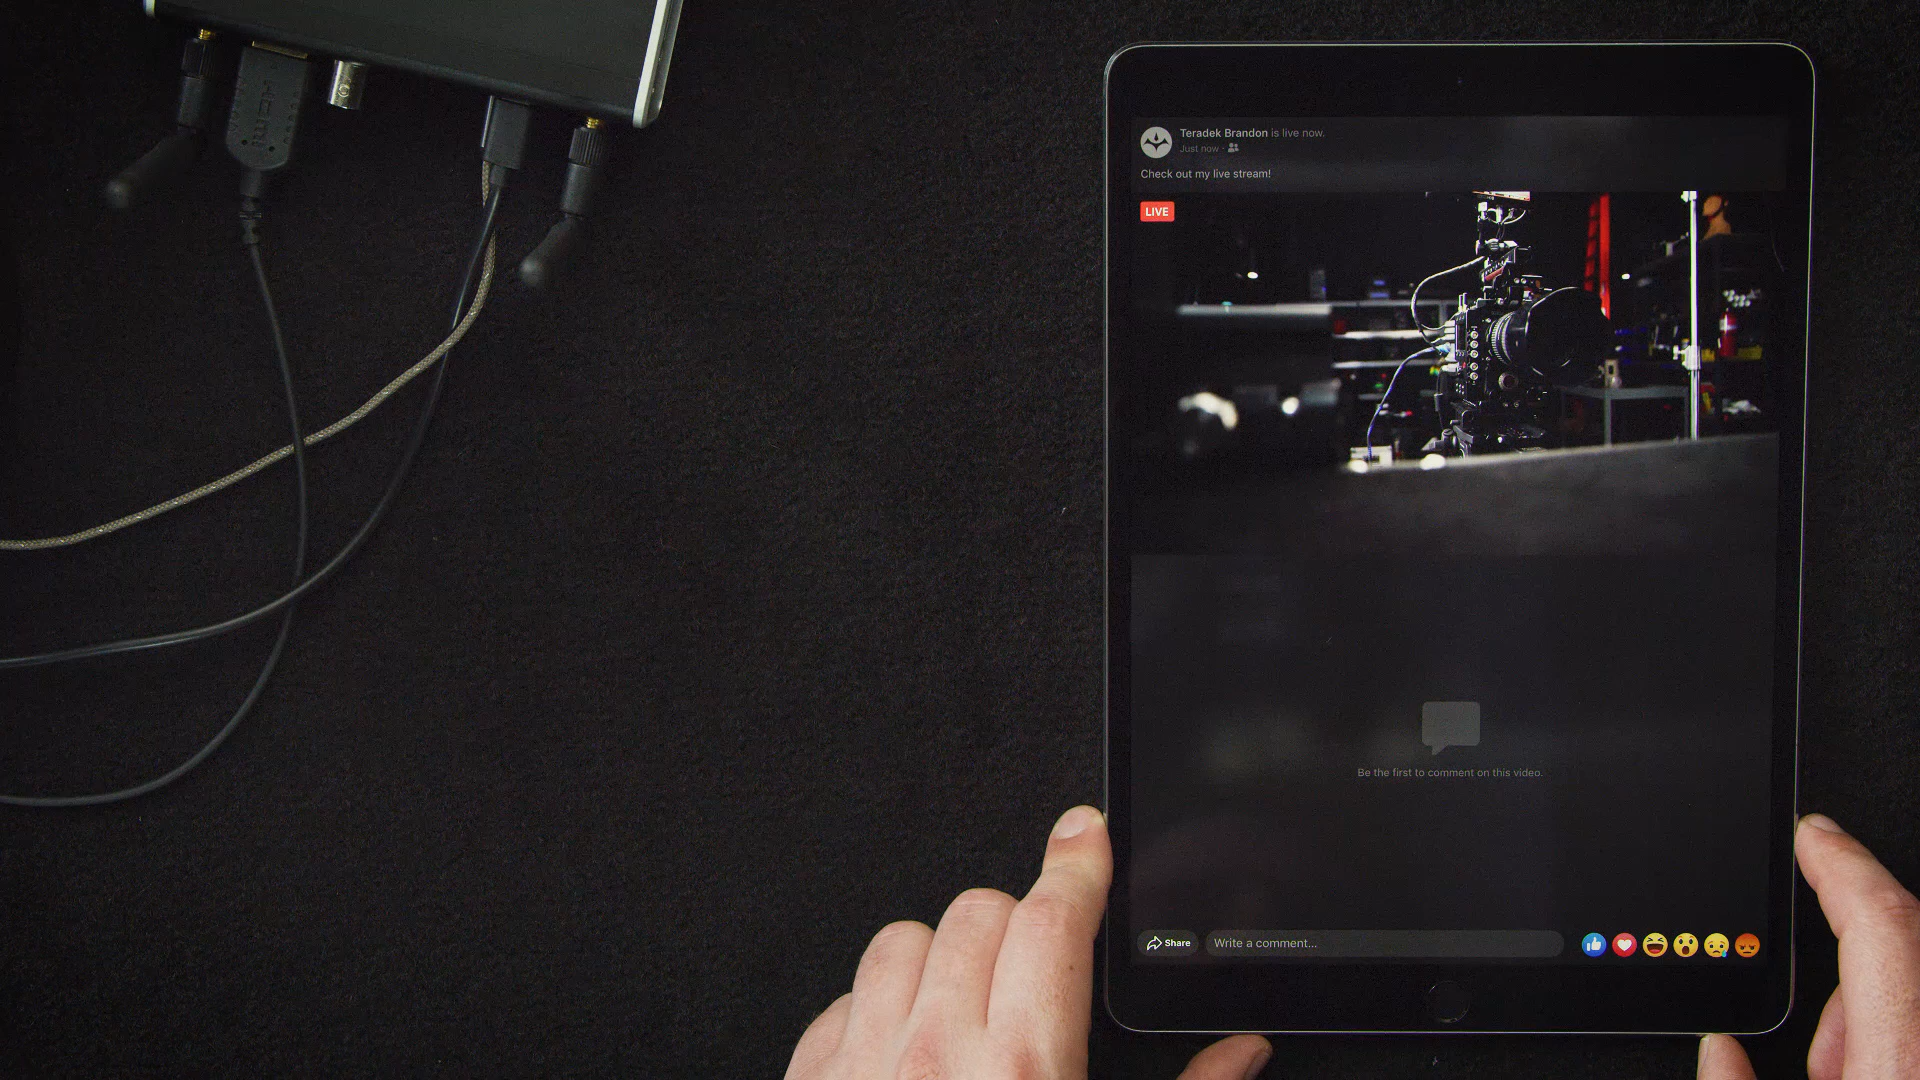 HDMI
Teradek Brandon is live now.
Just now ·
Check out my live stream!
LIVE
Be the first to comment on this video.
Share
Write a comment...